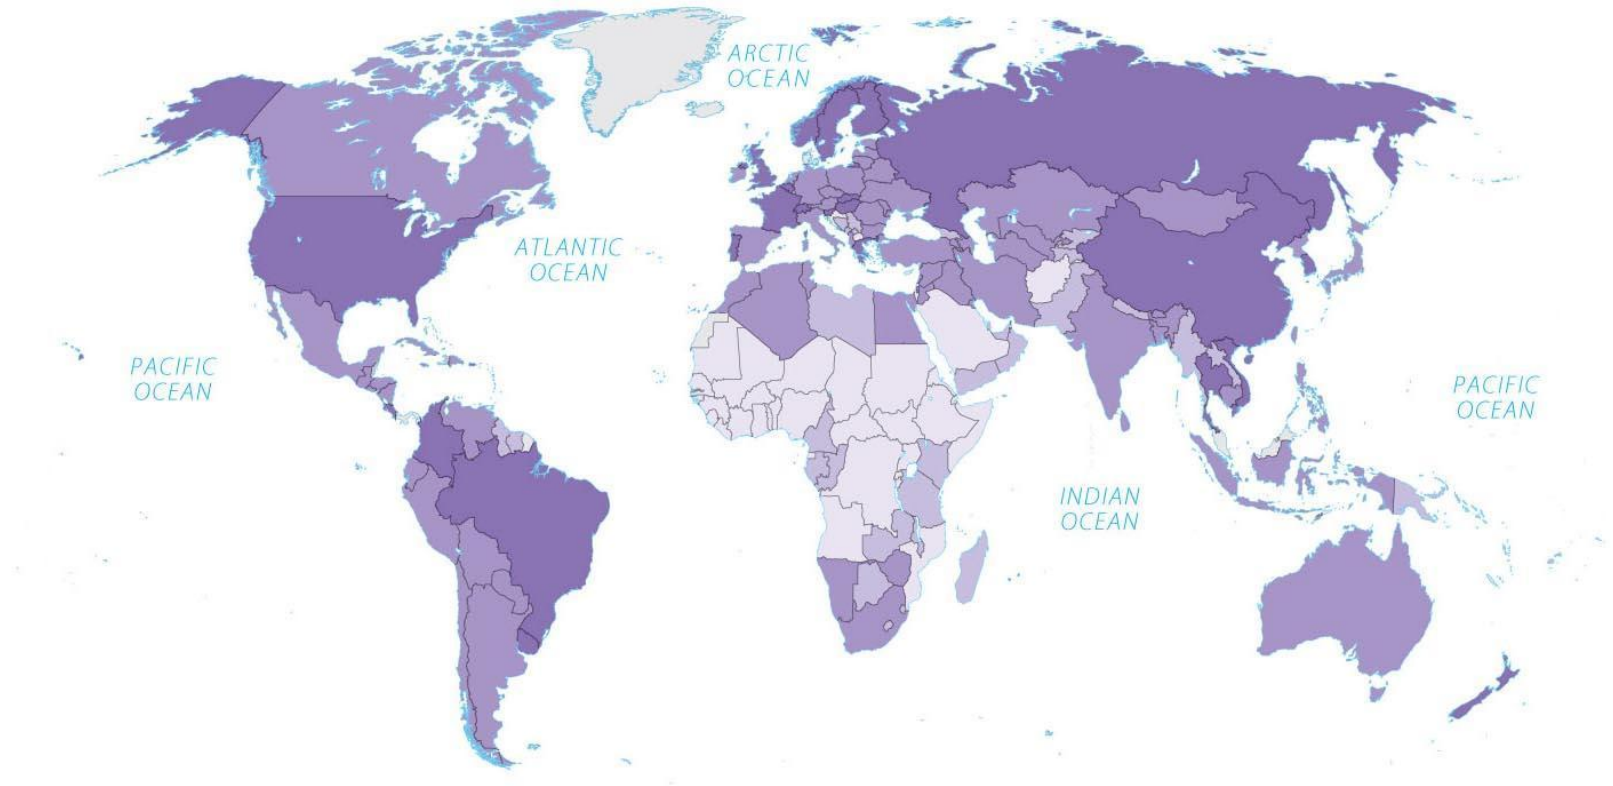 ARCTIC
OCEAN
ATLANTIC
OCEAN
PACIFIC
OCEAN
PACIFIC
OCEAN
INDIAN
OCEAN